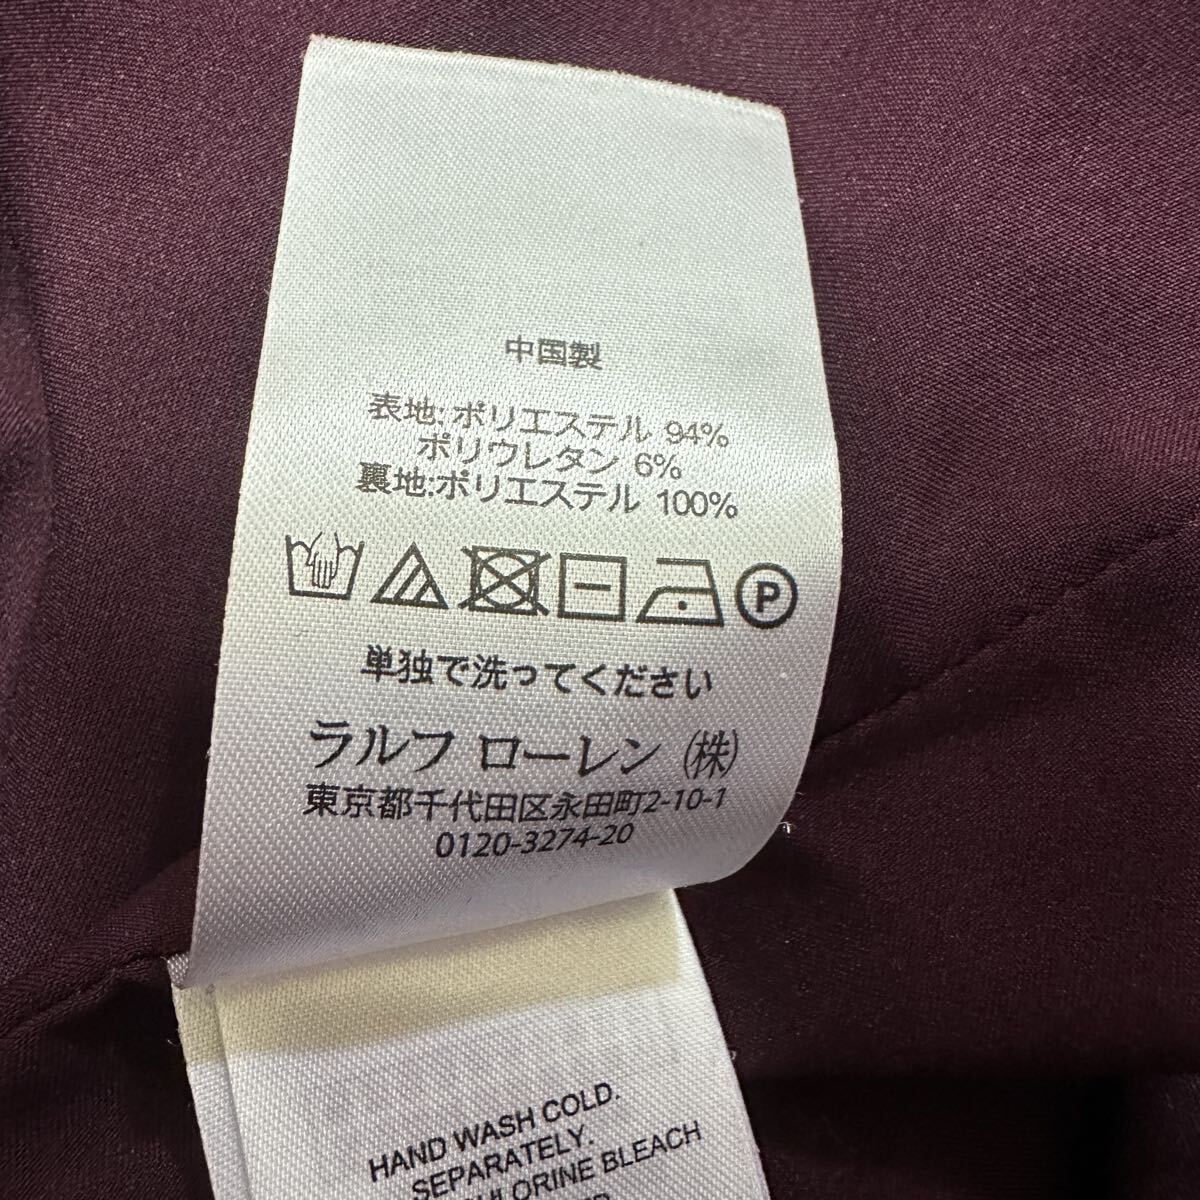 中国製
表地:ポリエステル 94%
ポリウレタン 6%
裏地:ポリエステル 100%
P
単独で洗ってください
ラルフ ローレン (株)
東京都千代田区永田町2-10-1
0120-3274-20
HAND WASH COLD.
SEPARATELY.
BLEACH